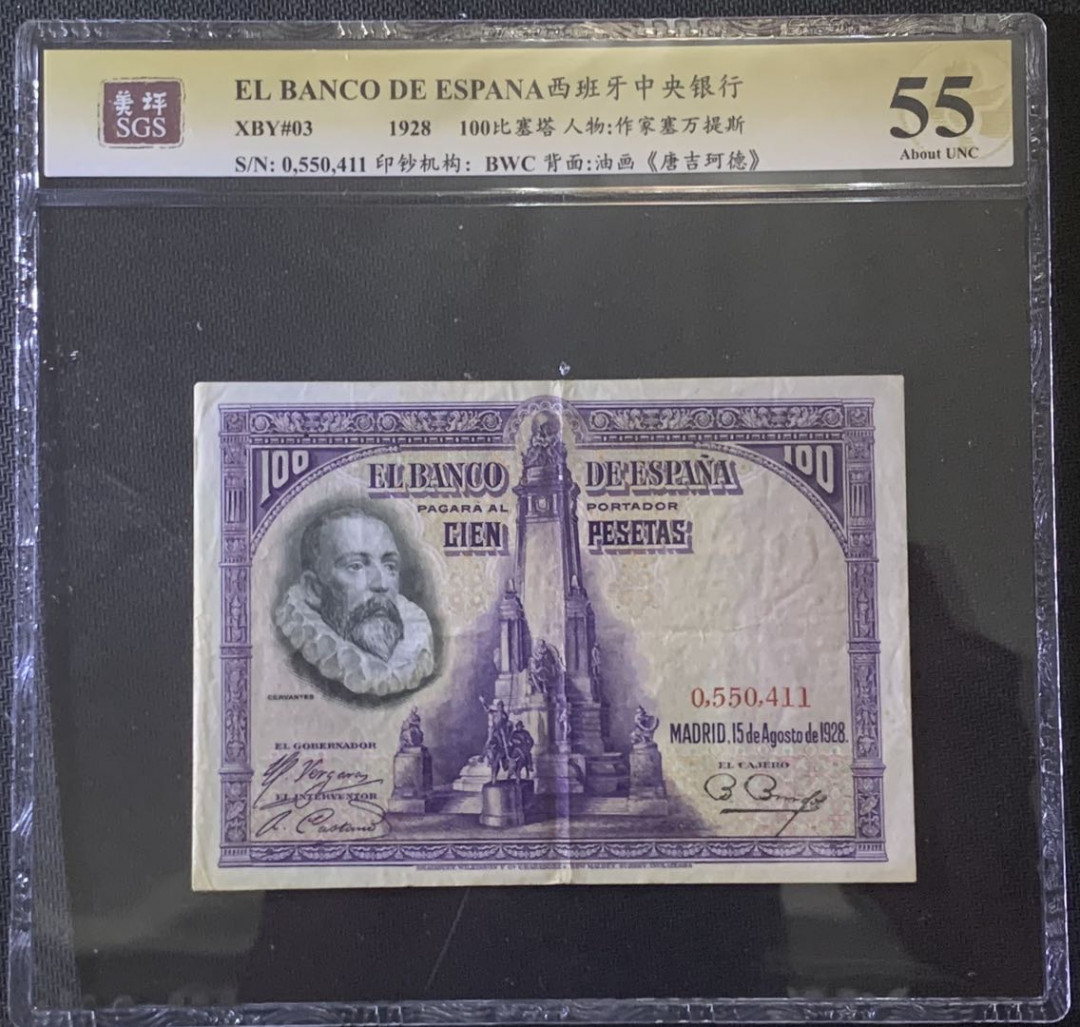 美坪
SGS
EL BANCO DE ESPANA西班牙中央银行
XBY#03 1928 100比塞塔 人物:作家塞万提斯
S/N: 0,550,411 印钞机构: BWC 背面:油画《唐吉珂德》
55
About UNC
100 100
EL BANCO DE ESPAÑA
PAGARÁ AL PORTADOR
CIEN PESETAS
CERVANTES
0,550,411
MADRID, 15 de Agosto de 1928.
EL GOBERNADOR
EL CAJERO
EL INTERVENTOR